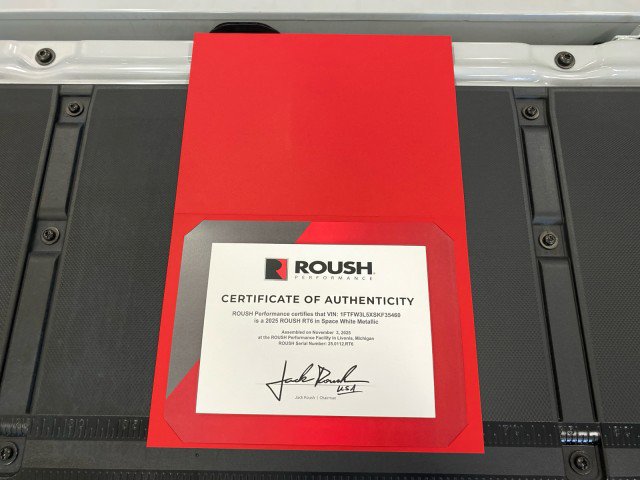 ROUSH
PERFORMANCE
CERTIFICATE OF AUTHENTICITY
ROUSH Performance certifies that VIN: 1FTFW3L5XSKF35460
is a 2025 ROUSH RT6 in Space White Metallic
Assembled on November 3, 2025
at the ROUSH Performance Facility in Livonia, Michigan
ROUSH Serial Number: 25.0112.RT6
Jack Roush
USA
Jack Roush | Chairman